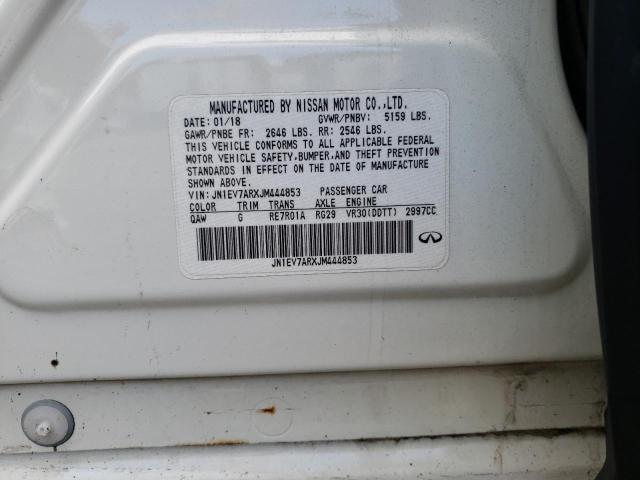 MANUFACTURED BY NISSAN MOTOR CO.,LTD.
DATE: 01/18 GVWR/PNBV: 5159 LBS.
GAWR/PNBE FR: 2646 LBS. RR: 2546 LBS.
THIS VEHICLE CONFORMS TO ALL APPLICABLE FEDERAL
MOTOR VEHICLE SAFETY,BUMPER,AND THEFT PREVENTION
STANDARDS IN EFFECT ON THE DATE OF MANUFACTURE
SHOWN ABOVE.
VIN: JN1EV7ARXJM444853 PASSENGER CAR
COLOR TRIM TRANS AXLE ENGINE
QAW G RE7R01A RG29 VR30(DDTT) 2997CC
JN1EV7ARXJM444853